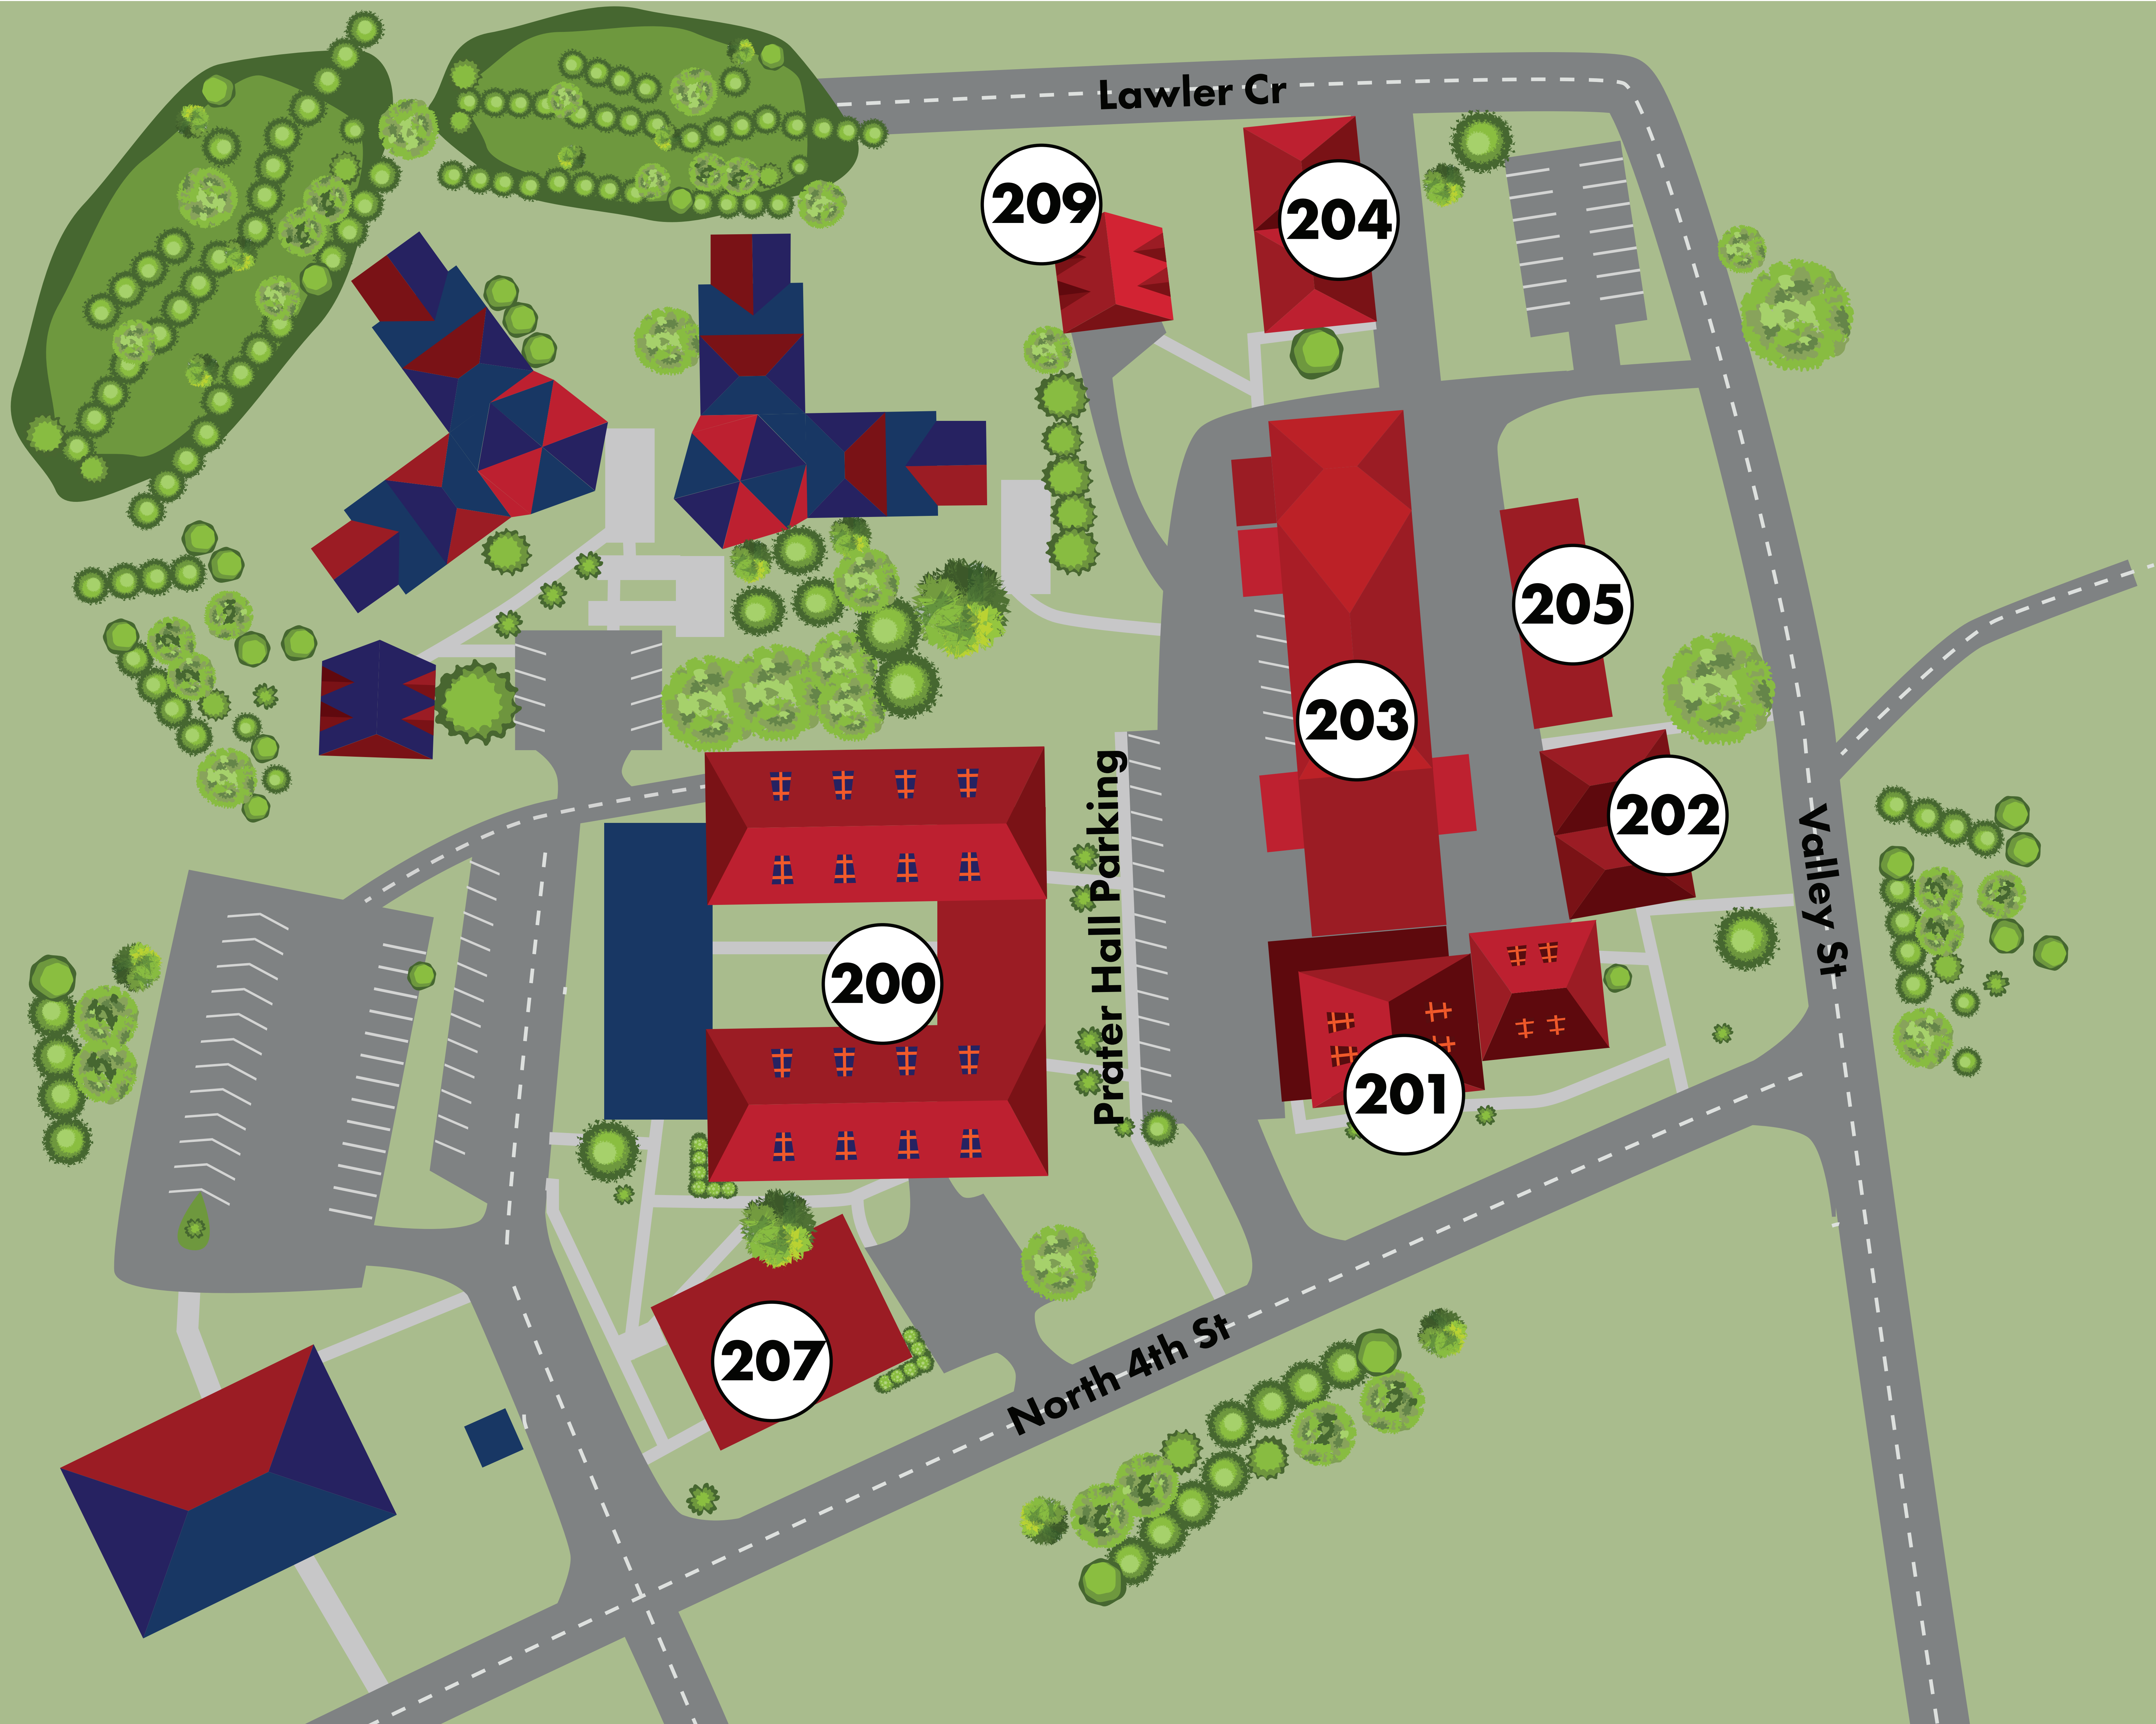 Lawler Cr
209
204
205
203
202
Prater Hall Parking
Valley St
200
201
207
North 4th St